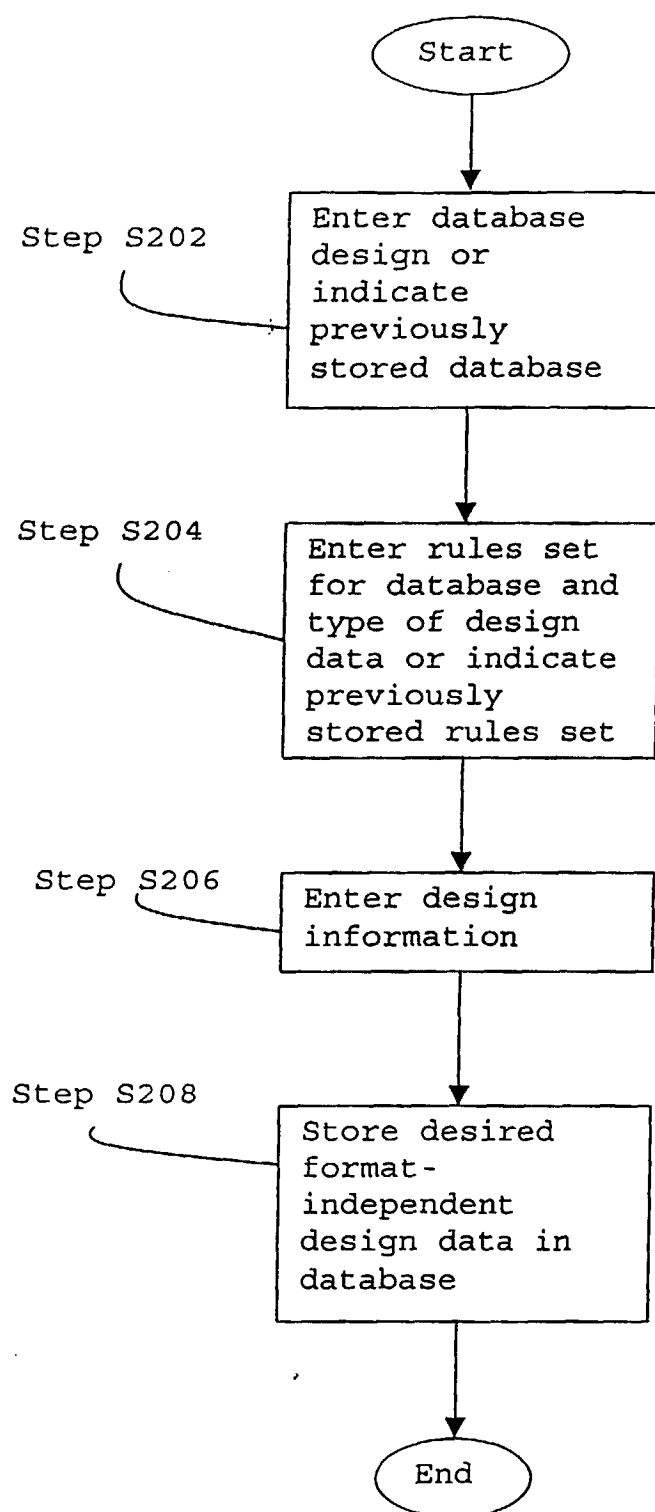 Start
Step S202
Enter database
design or
indicate
previously
stored database
Step S204
Enter rules set
for database and
type of design
data or indicate
previously
stored rules set
Step S206
Enter design
information
Step S208
Store desired
format-
independent
design data in
database
End